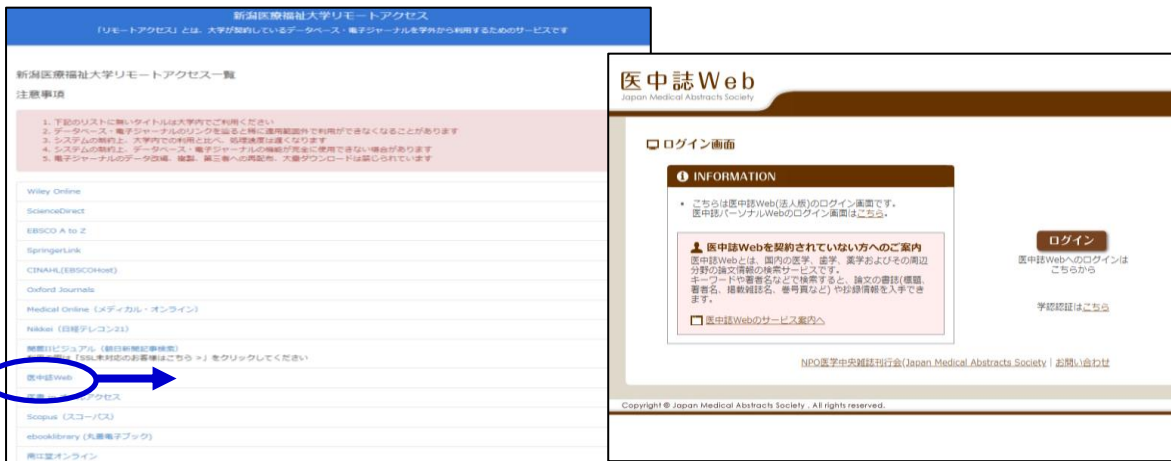 新潟医療福祉大学リモートアクセス
「リモートアクセス」とは、大学が契約しているデータベース・電子ジャーナルを学外から利用するためのサービスです
新潟医療福祉大学リモートアクセス一覧
注意事項
1. 下記のリストに無いタイトルは大学内でご利用ください
2. データベース・電子ジャーナルのリンクを辿ると稀に適用範囲外で利用ができなくなることがあります
3. システムの制約上、大学内での利用と比べ、処理速度は遅くなります
4. システムの制約上、データベース・電子ジャーナルの機能が完全に使用できない場合があります
5. 電子ジャーナルのデータ改編、複製、第三者への再配布、大量ダウンロードは禁じられています
Wiley Online
ScienceDirect
EBSCO A to Z
SpringerLink
CINAHL(EBSCOHost)
Oxford Journals
Medical Online（メディカル・オンライン）
Nikkei（日経テレコン21）
聞蔵IIビジュアル（朝日新聞記事検索）
「SSL未対応のお客様はこちら >」をクリックしてください
医中誌Web
アクセス
Scopus（スコーパス）
ebooklibrary (丸善電子ブック)
南江堂オンライン
医中誌Web
Japan Medical Abstracts Society
ログイン画面
INFORMATION
• こちらは医中誌Web(法人版)のログイン画面です。
医中誌パーソナルWebのログイン画面はこちら。
医中誌Webを契約されていない方へのご案内
医中誌Webとは、国内の医学、歯学、薬学およびその周辺
分野の論文情報の検索サービスです。
キーワードや著者名などで検索すると、論文の書誌(標題、
著者名、掲載雑誌名、巻号頁など) や抄録情報を入手でき
ます。
医中誌Webのサービス案内へ
ログイン
医中誌Webへのログインは
こちらから
学認認証はこちら
NPO医学中央雑誌刊行会(Japan Medical Abstracts Society | お問い合わせ
Copyright © Japan Medical Abstracts Society , All rights reserved.